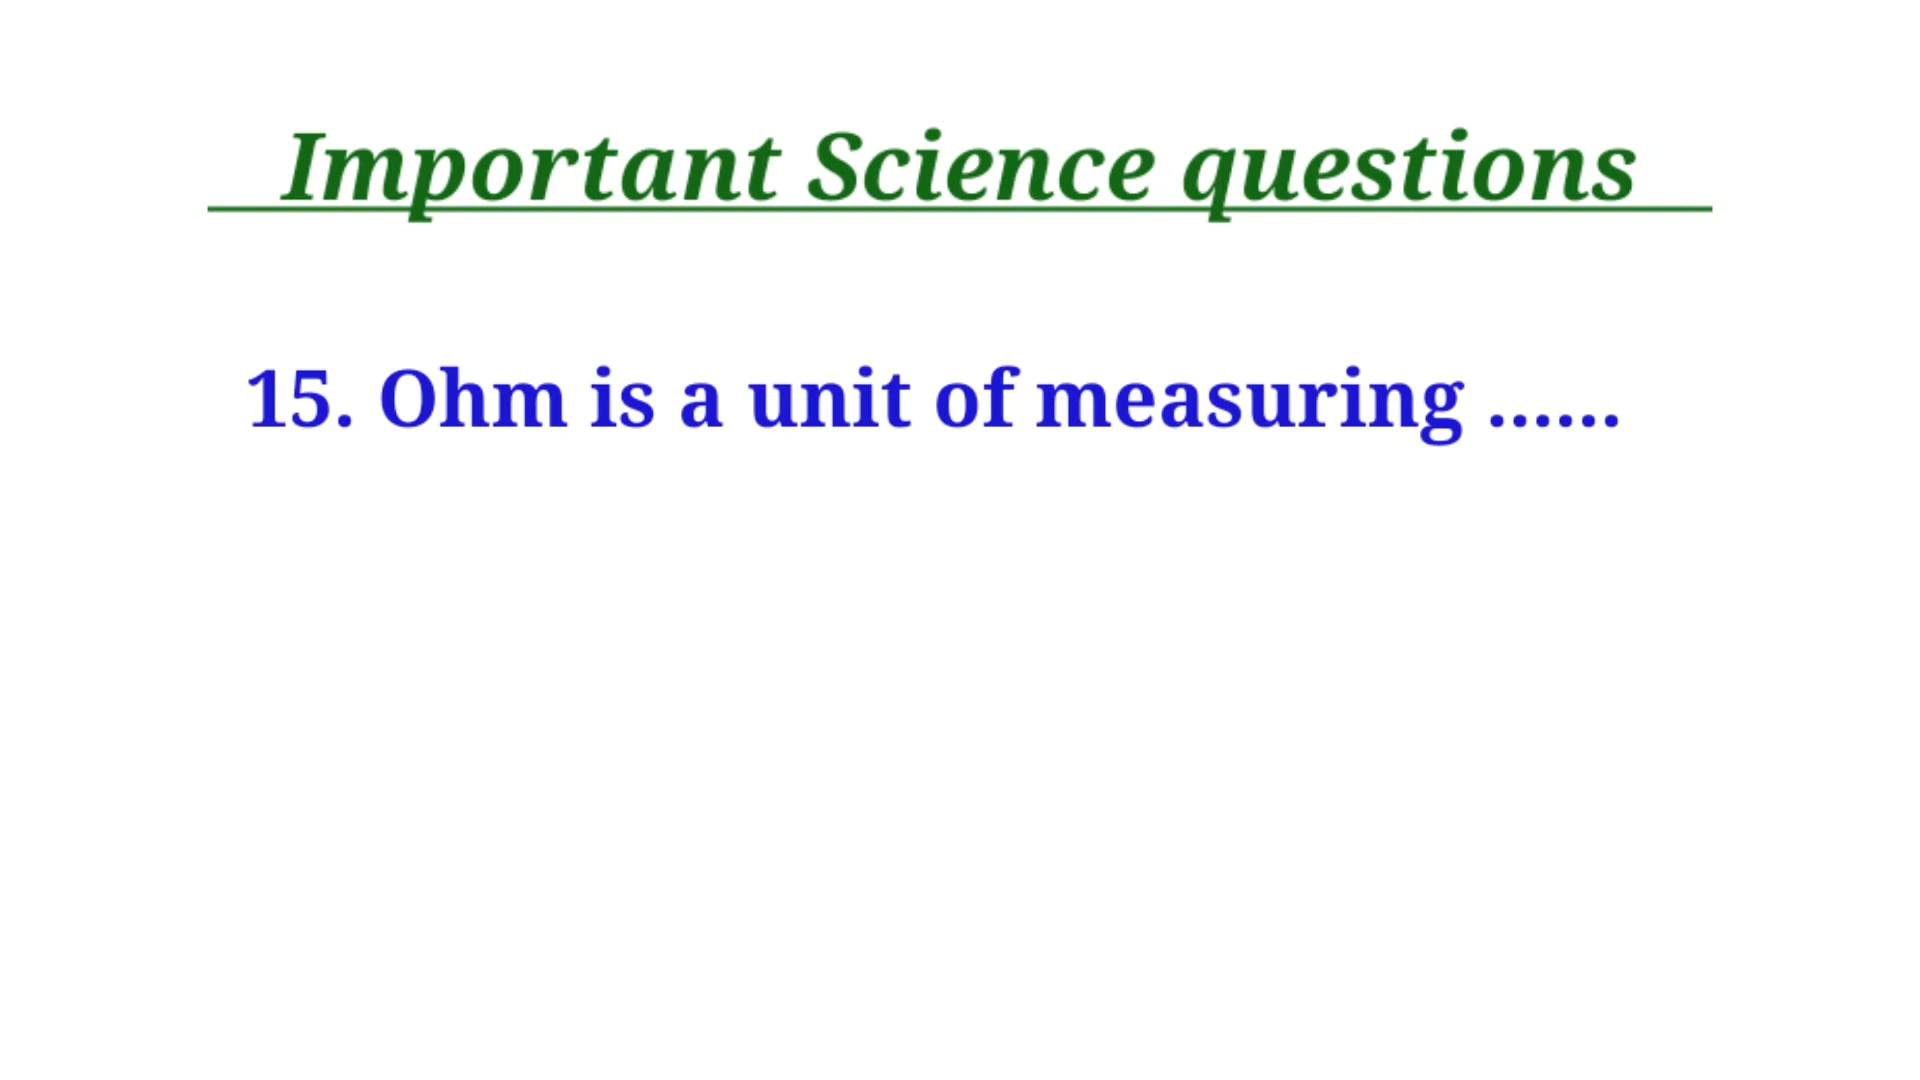 Important Science questions
15. Ohm is a unit of measuring ......